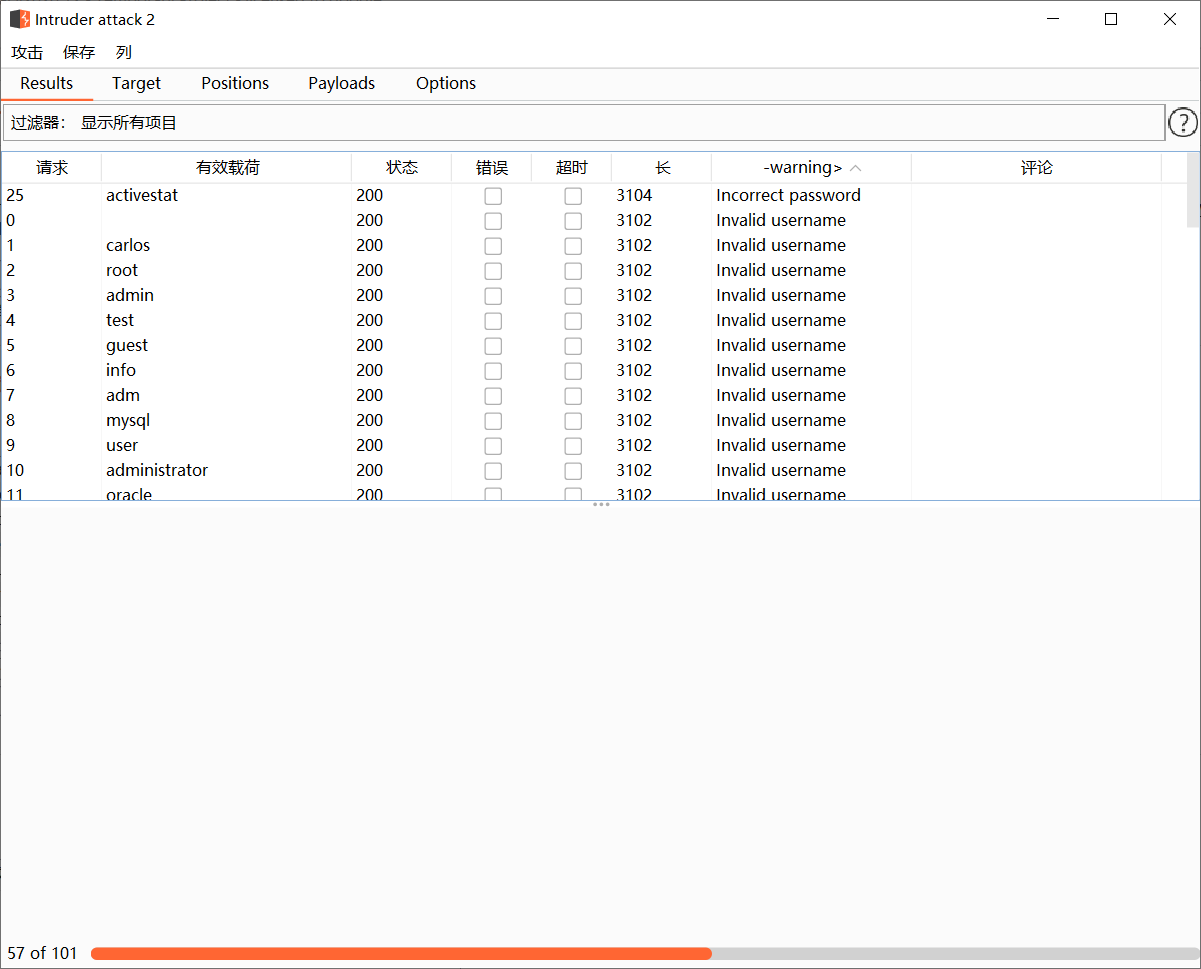 Intruder attack 2
攻击 保存 列
Results Target Positions Payloads Options
过滤器： 显示所有项目 ?
请求 有效载荷 状态 错误 超时 长 -warning> 评论
25 activestat 200 3104 Incorrect password
0 200 3102 Invalid username
1 carlos 200 3102 Invalid username
2 root 200 3102 Invalid username
3 admin 200 3102 Invalid username
4 test 200 3102 Invalid username
5 guest 200 3102 Invalid username
6 info 200 3102 Invalid username
7 adm 200 3102 Invalid username
8 mysql 200 3102 Invalid username
9 user 200 3102 Invalid username
10 administrator 200 3102 Invalid username
11 oracle 200 3102 Invalid username
57 of 101